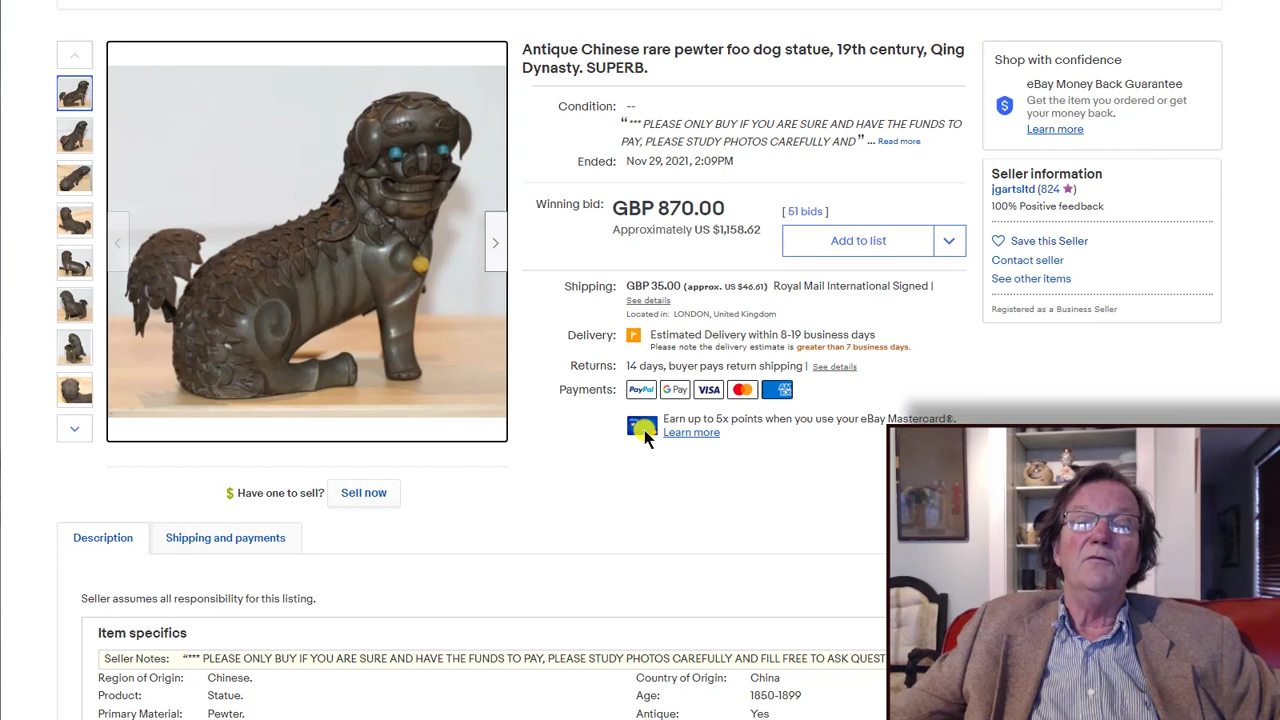 Antique Chinese rare pewter foo dog statue, 19th century, Qing
Dynasty. SUPERB.
Condition: --
“*** PLEASE ONLY BUY IF YOU ARE SURE AND HAVE THE FUNDS TO
PAY, PLEASE STUDY PHOTOS CAREFULLY AND ” ... Read more
Ended: Nov 29, 2021, 2:09PM
Winning bid: GBP 870.00 [ 51 bids ]
Approximately US $1,158.62
Add to list
Shipping: GBP 35.00 (approx. US $46.61) Royal Mail International Signed |
See details
Located in: LONDON, United Kingdom
Delivery: Estimated Delivery within 8-19 business days
Please note the delivery estimate is greater than 7 business days.
Returns: 14 days, buyer pays return shipping | See details
Payments: PayPal G Pay VISA
Earn up to 5x points when you use your eBay Mastercard®.
Learn more
Shop with confidence
eBay Money Back Guarantee
Get the item you ordered or get
your money back.
Learn more
Seller information
jgartsltd (824 ★)
100% Positive feedback
Save this Seller
Contact seller
See other items
Registered as a Business Seller
Have one to sell? Sell now
Description Shipping and payments
Seller assumes all responsibility for this listing.
Item specifics
Seller Notes: “*** PLEASE ONLY BUY IF YOU ARE SURE AND HAVE THE FUNDS TO PAY, PLEASE STUDY PHOTOS CAREFULLY AND FILL FREE TO ASK QUEST
Region of Origin: Chinese. Country of Origin: China
Product: Statue. Age: 1850-1899
Primary Material: Pewter. Antique: Yes